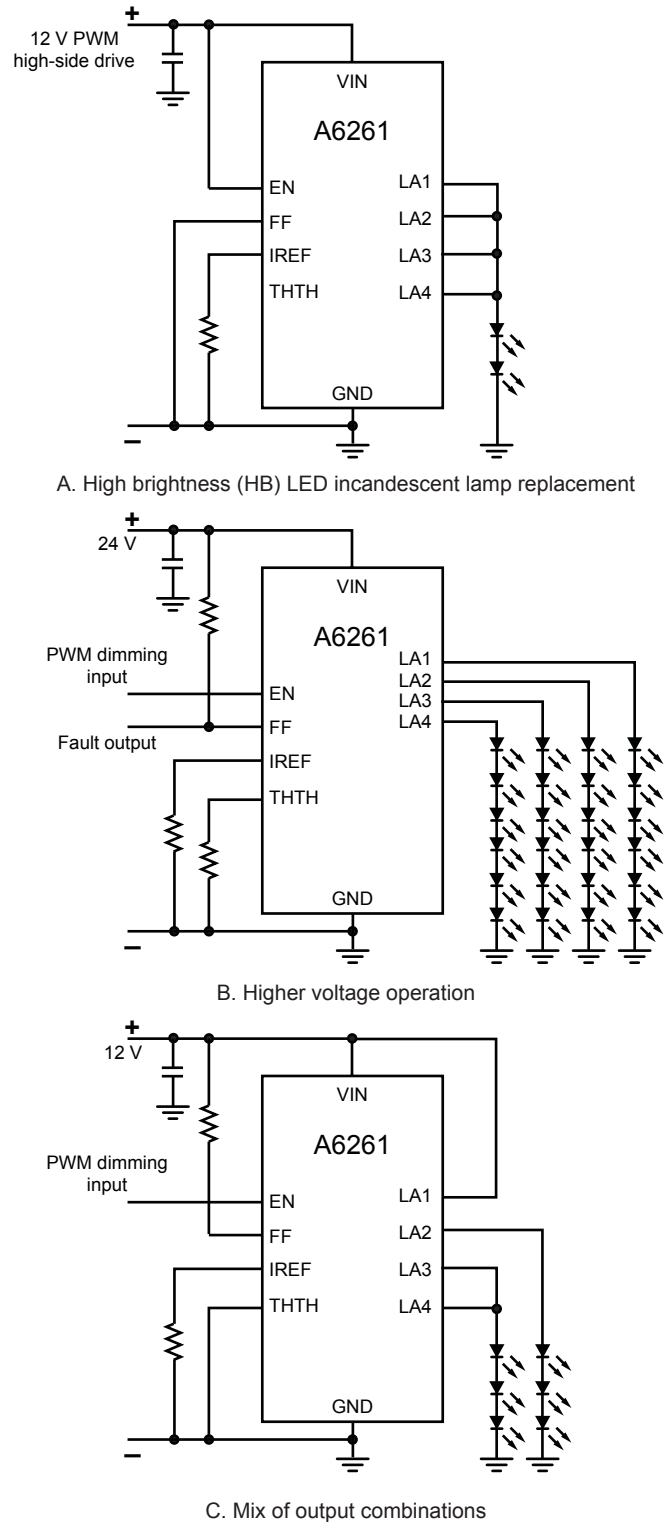 +
12 V PWM
high-side drive
VIN
A6261
EN
FF
IREF
THTH
LA1
LA2
LA3
LA4
GND
–
A. High brightness (HB) LED incandescent lamp replacement
+
24 V
VIN
A6261
PWM dimming
input
EN
Fault output
FF
IREF
THTH
LA1
LA2
LA3
LA4
GND
–
B. Higher voltage operation
+
12 V
VIN
A6261
PWM dimming
input
EN
FF
IREF
THTH
LA1
LA2
LA3
LA4
GND
–
C. Mix of output combinations